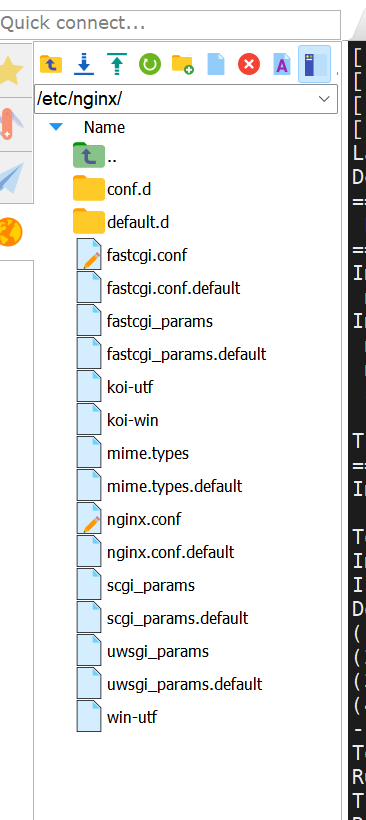 Quick connect...
/etc/nginx/
Name
..
conf.d
default.d
fastcgi.conf
fastcgi.conf.default
fastcgi_params
fastcgi_params.default
koi-utf
koi-win
mime.types
mime.types.default
nginx.conf
nginx.conf.default
scgi_params
scgi_params.default
uwsgi_params
uwsgi_params.default
win-utf